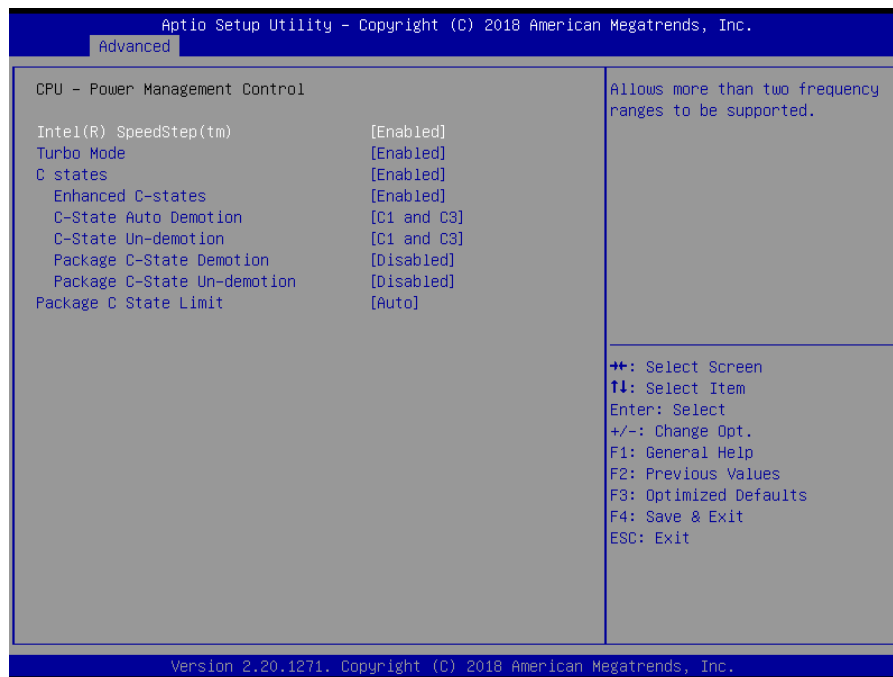 Aptio Setup Utility – Copyright (C) 2018 American Megatrends, Inc.
Advanced
CPU – Power Management Control
Intel(R) SpeedStep(tm) [Enabled]
Turbo Mode [Enabled]
C states [Enabled]
Enhanced C-states [Enabled]
C-State Auto Demotion [C1 and C3]
C-State Un-demotion [C1 and C3]
Package C-State Demotion [Disabled]
Package C-State Un-demotion [Disabled]
Package C State Limit [Auto]
Allows more than two frequency
ranges to be supported.
→←: Select Screen
↑↓: Select Item
Enter: Select
+/-: Change Opt.
F1: General Help
F2: Previous Values
F3: Optimized Defaults
F4: Save & Exit
ESC: Exit
Version 2.20.1271. Copyright (C) 2018 American Megatrends, Inc.